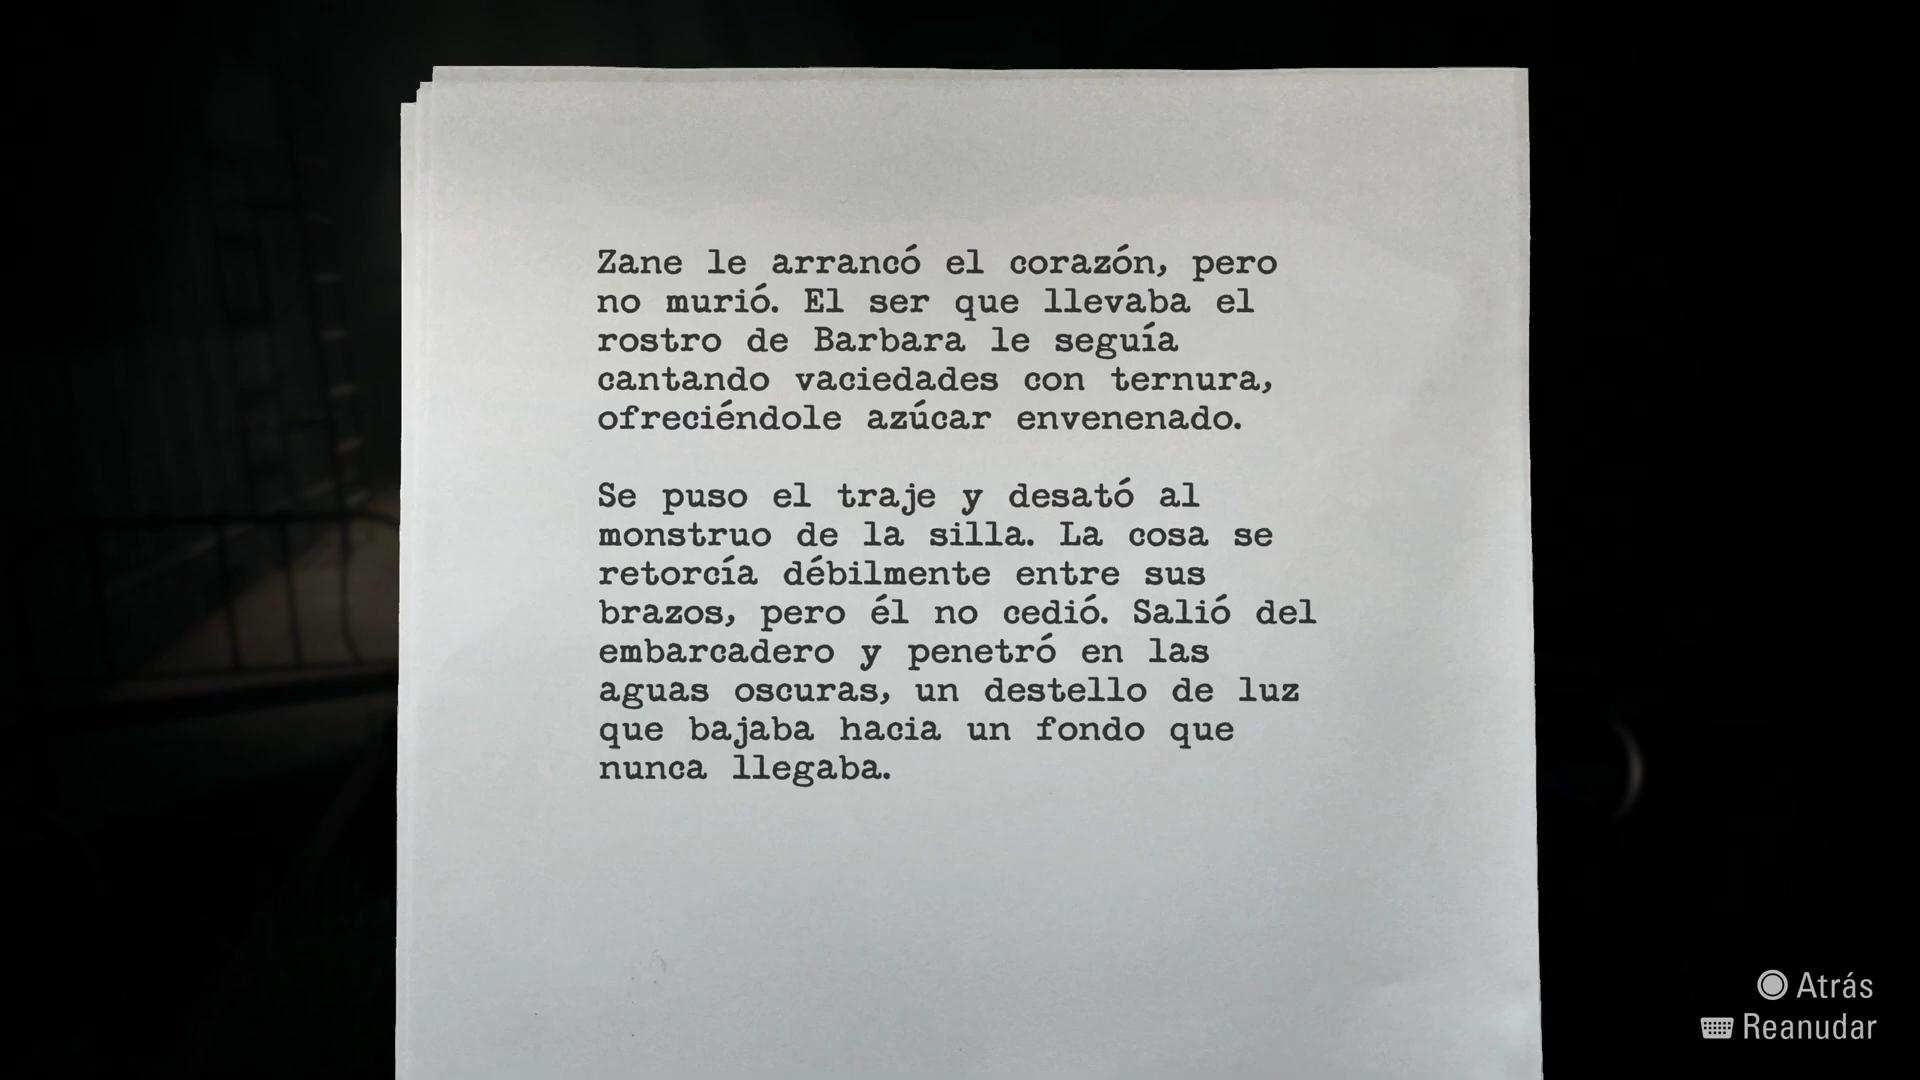 Zane le arrancó el corazón, pero
no murió. El ser que llevaba el
rostro de Barbara le seguía
cantando vaciedades con ternura,
ofreciéndole azúcar envenenado.
Se puso el traje y desató al
monstruo de la silla. La cosa se
retorcía débilmente entre sus
brazos, pero él no cedió. Salió del
embarcadero y penetró en las
aguas oscuras, un destello de luz
que bajaba hacia un fondo que
nunca llegaba.
Atrás
Reanudar